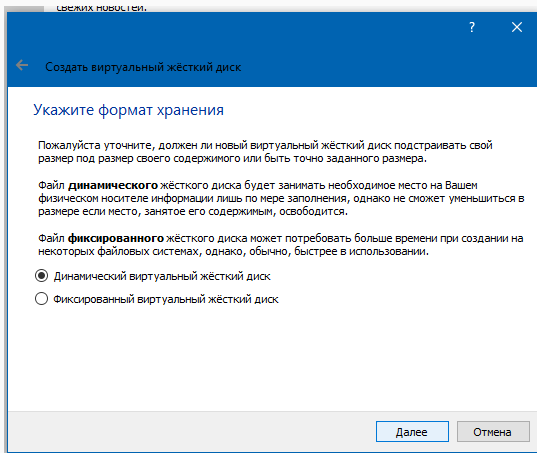 свежих новостей.
?
Создать виртуальный жёсткий диск
Укажите формат хранения
Пожалуйста уточните, должен ли новый виртуальный жёсткий диск подстраивать свой
размер под размер своего содержимого или быть точно заданного размера.
Файл динамического жёсткого диска будет занимать необходимое место на Вашем
физическом носителе информации лишь по мере заполнения, однако не сможет уменьшиться в
размере если место, занятое его содержимым, освободится.
Файл фиксированного жёсткого диска может потребовать больше времени при создании на
некоторых файловых системах, однако, обычно, быстрее в использовании.
Динамический виртуальный жёсткий диск
Фиксированный виртуальный жёсткий диск
Далее
Отмена